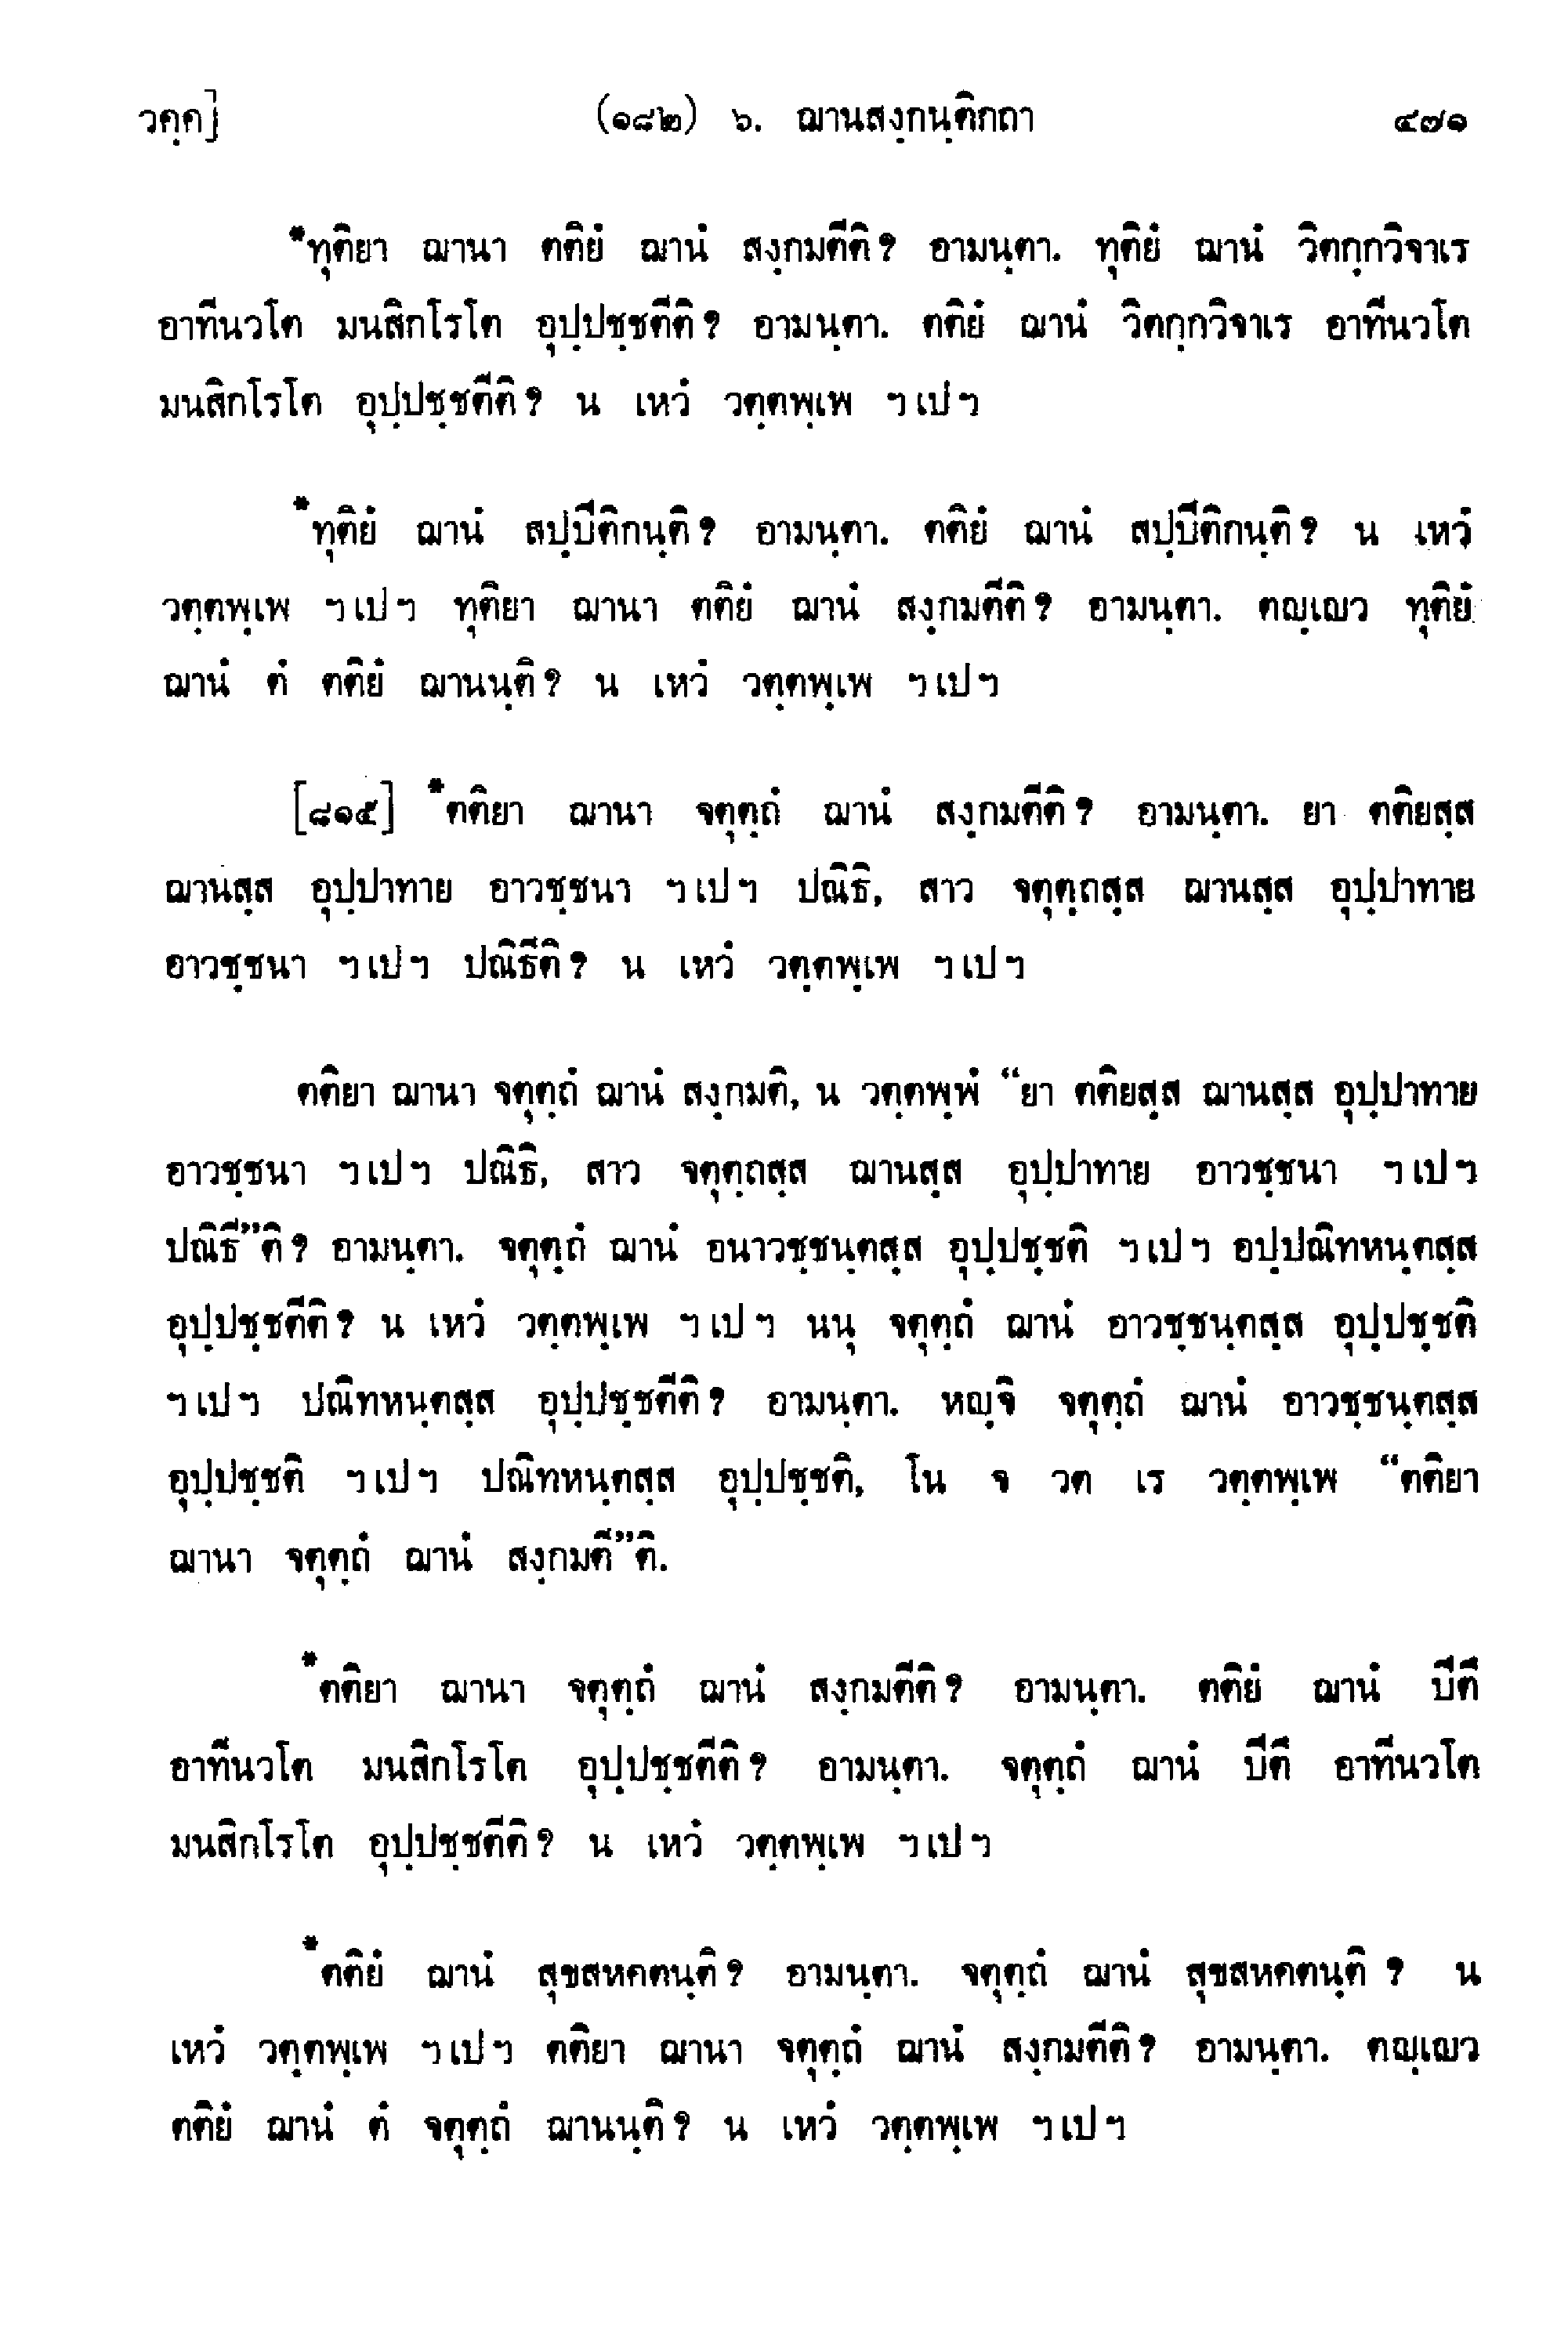 วคฺค]	(๑๘๒) ๖. ฌานสงฺกนฺติกถา	๔๗๑
*ทุติยา ฌานา ตติยํ ฌานํ สงฺกมตีติ? อามนฺตา. ทุติยํ ฌานํ วิตกฺกวิจาเร
อาทีนวโต มนสิกโรโต อุปฺปชฺชตีติ? อามนฺตา. ตติยํ ฌานํ วิตกฺกวิจาเร อาทีนวโต
มนสิกโรโต อุปฺปชฺชตีติ? น เหวํ วตฺตพฺเพ ฯ เป ฯ
*ทุติยํ ฌานํ สปฺปีติกนฺติ? อามนฺตา. ตติยํ ฌานํ สปฺปีติกนฺติ? น เหวํ
วตฺตพฺเพ ฯ เป ฯ ทุติยา ฌานา ตติยํ ฌานํ สงฺกมตีติ? อามนฺตา. ตญฺเญว ทุติยํ
ฌานํ ตํ ตติยํ ฌานนฺติ? น เหวํ วตฺตพฺเพ ฯ เป ฯ
[๘๑๕] *ตติยา ฌานา จตุตฺถํ ฌานํ สงฺกมตีติ? อามนฺตา. ยา ตติยสฺส
ฌานสฺส อุปฺปาทาย อาวชฺชนา ฯ เป ฯ ปณิธิ, สาว จตุตฺถสฺส ฌานสฺส อุปฺปาทาย
อาวชฺชนา ฯ เป ฯ ปณิธีติ? น เหวํ วตฺตพฺเพ ฯ เป ฯ
ตติยา ฌานา จตุตฺถํ ฌานํ สงฺกมติ, น วตฺตพฺพํ “ยา ตติยสฺส ฌานสฺส อุปฺปาทาย
อาวชฺชนา ฯ เป ฯ ปณิธิ, สาว จตุตฺถสฺส ฌานสฺส อุปฺปาทาย อาวชฺชนา ฯ เป ฯ
ปณิธี”ติ? อามนฺตา. จตุตฺถํ ฌานํ อนาวชฺชนฺตสฺส อุปฺปชฺชติ ฯ เป ฯ อปฺปณิทหนฺตสฺส
อุปฺปชฺชตีติ? น เหวํ วตฺตพฺเพ ฯ เป ฯ นนุ จตุตฺถํ ฌานํ อาวชฺชนฺตสฺส อุปฺปชฺชติ
ฯ เป ฯ ปณิทหนฺตสฺส อุปฺปชฺชตีติ? อามนฺตา. หญฺจิ จตุตฺถํ ฌานํ อาวชฺชนฺตสฺส
อุปฺปชฺชติ ฯ เป ฯ ปณิทหนฺตสฺส อุปฺปชฺชติ, โน จ วต เร วตฺตพฺเพ “ตติยา
ฌานา จตุตฺถํ ฌานํ สงฺกมตี”ติ.
*ตติยา ฌานา จตุตฺถํ ฌานํ สงฺกมตีติ? อามนฺตา. ตติยํ ฌานํ ปีตึ
อาทีนวโต มนสิกโรโต อุปฺปชฺชตีติ? อามนฺตา. จตุตฺถํ ฌานํ ปีตึ อาทีนวโต
มนสิกโรโต อุปฺปชฺชตีติ? น เหวํ วตฺตพฺเพ ฯ เป ฯ
*ตติยํ ฌานํ สุขสหคตนฺติ? อามนฺตา. จตุตฺถํ ฌานํ สุขสหคตนฺติ ? น
เหวํ วตฺตพฺเพ ฯ เป ฯ ตติยา ฌานา จตุตฺถํ ฌานํ สงฺกมตีติ? อามนฺตา. ตญฺเญว
ตติยํ ฌานํ ตํ จตุตฺถํ ฌานนฺติ? น เหวํ วตฺตพฺเพ ฯ เป ฯ